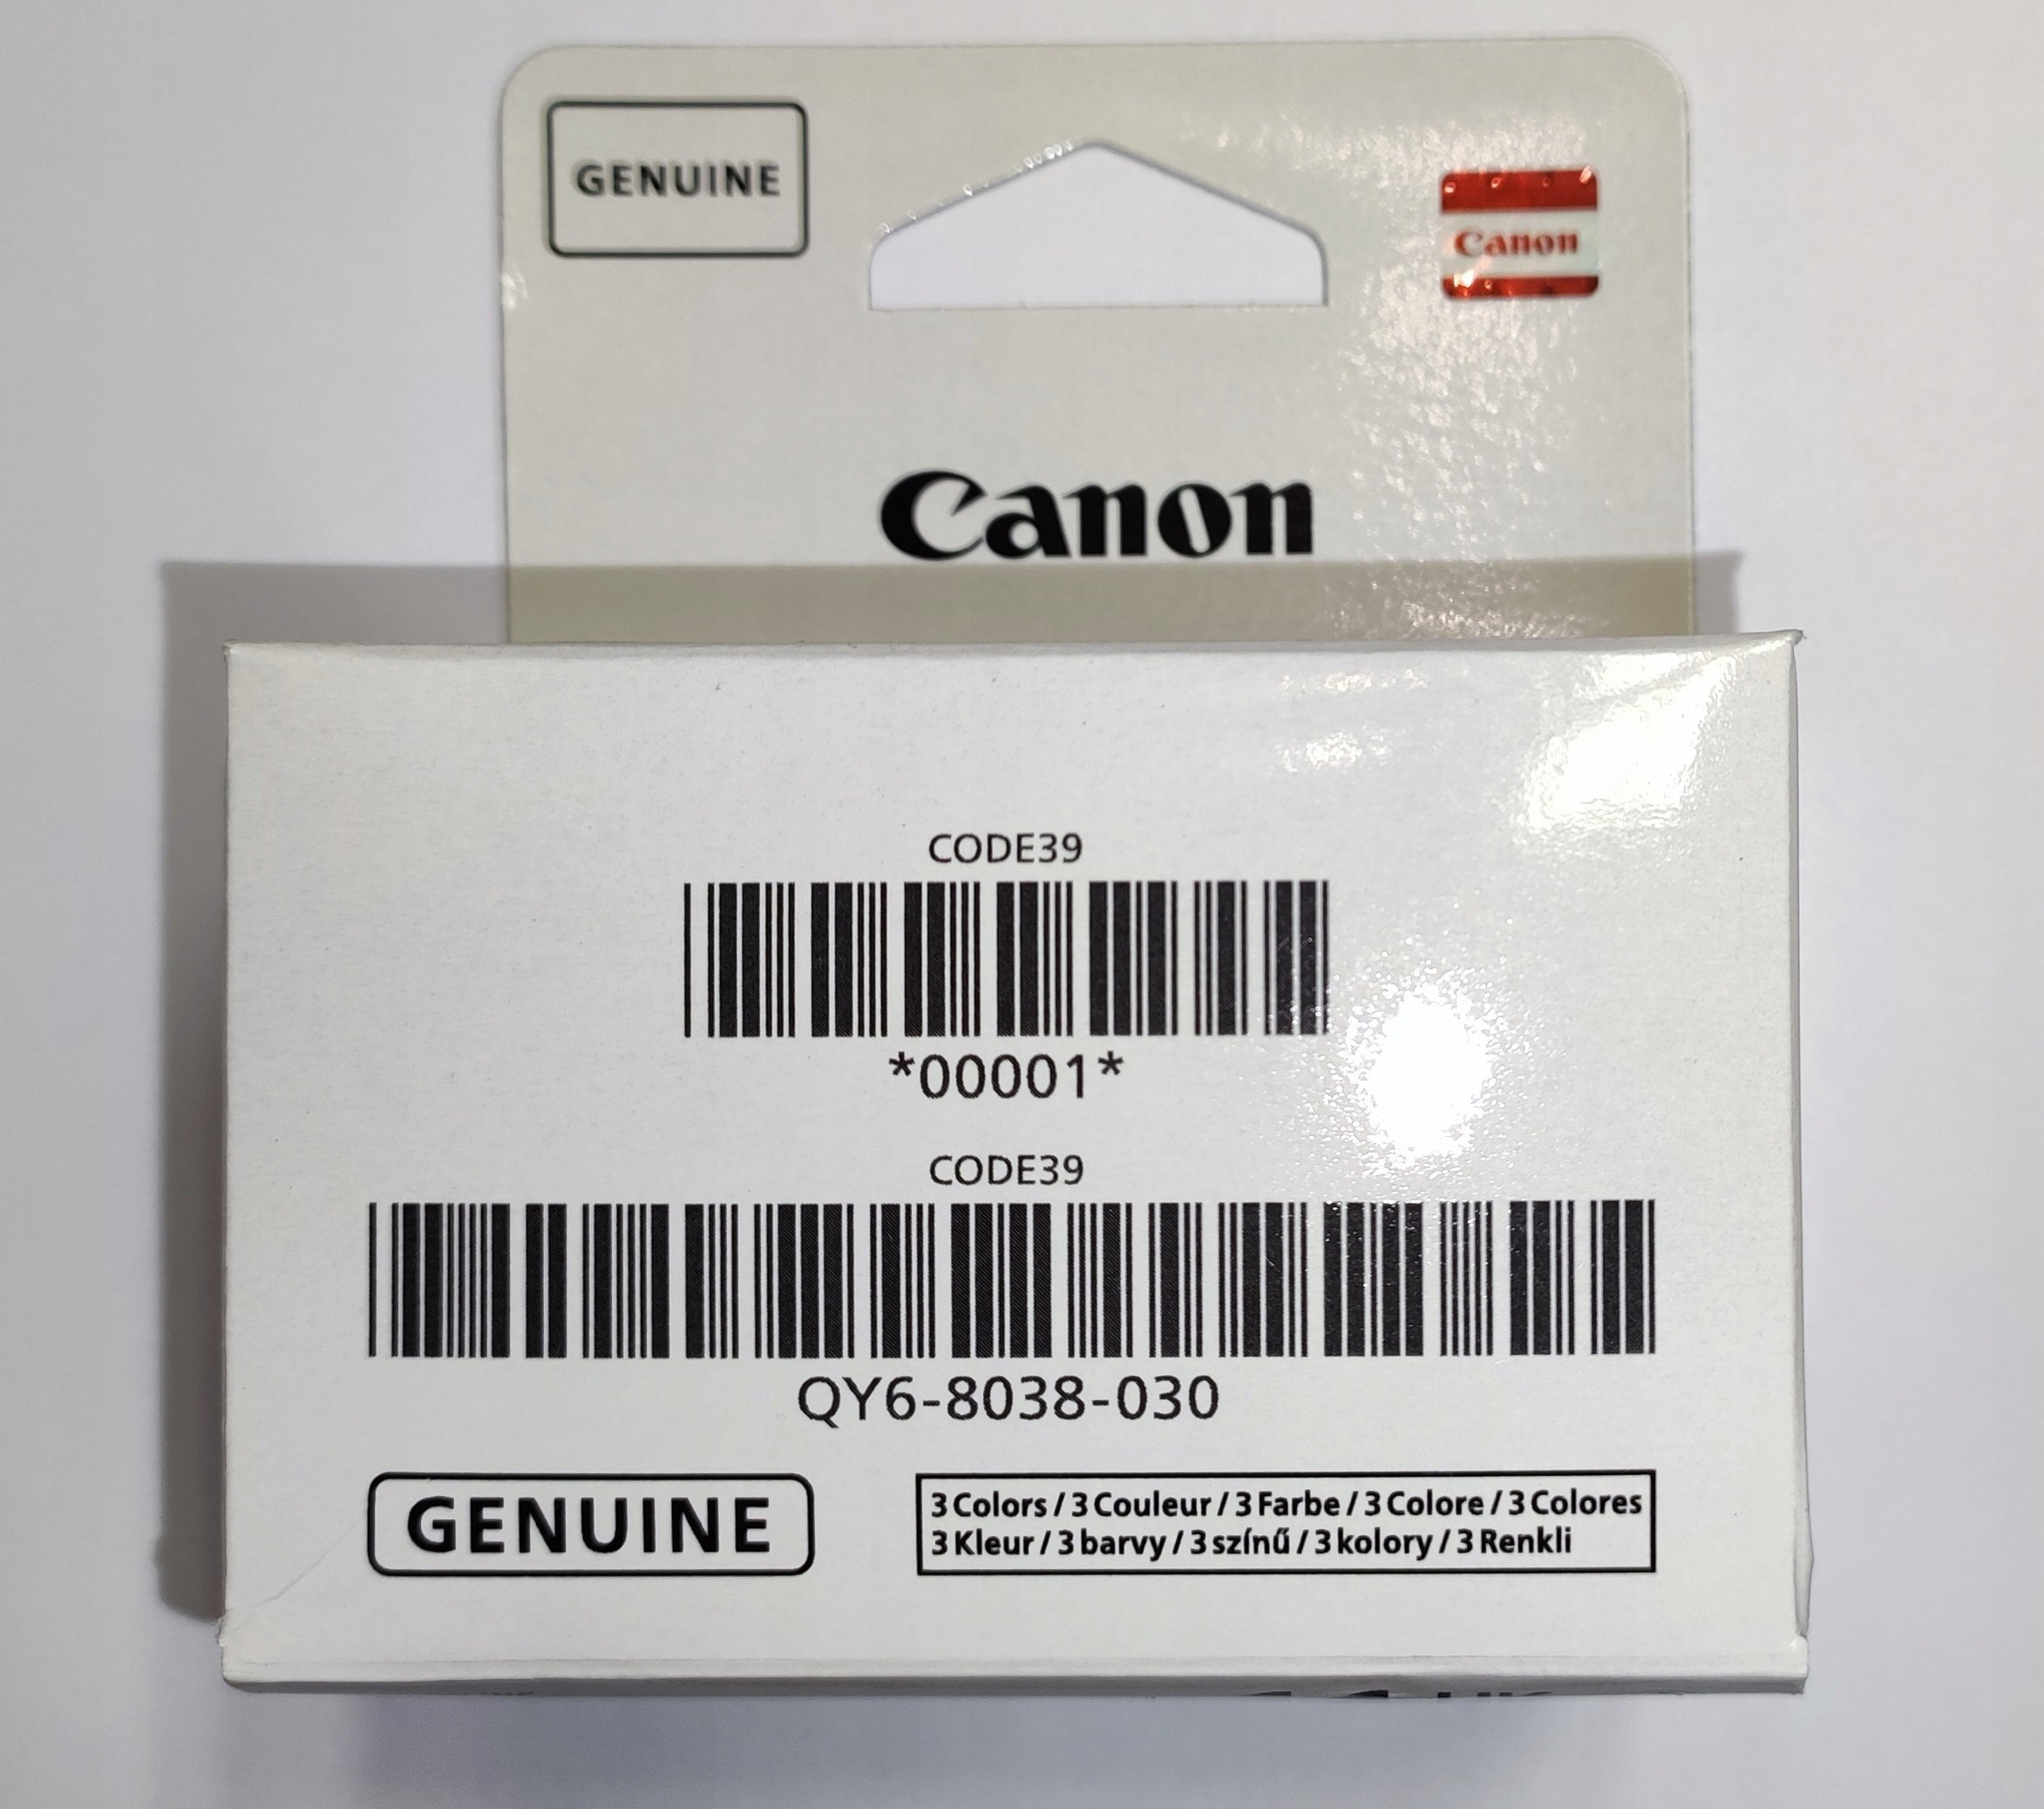 GENUINE
Canon
Canon
CODE39
*00001*
CODE39
QY6-8038-030
GENUINE
3 Colors / 3 Couleur / 3 Farbe / 3 Colore / 3 Colores
3 Kleur / 3 barvy / 3 színű / 3 kolory / 3 Renkli